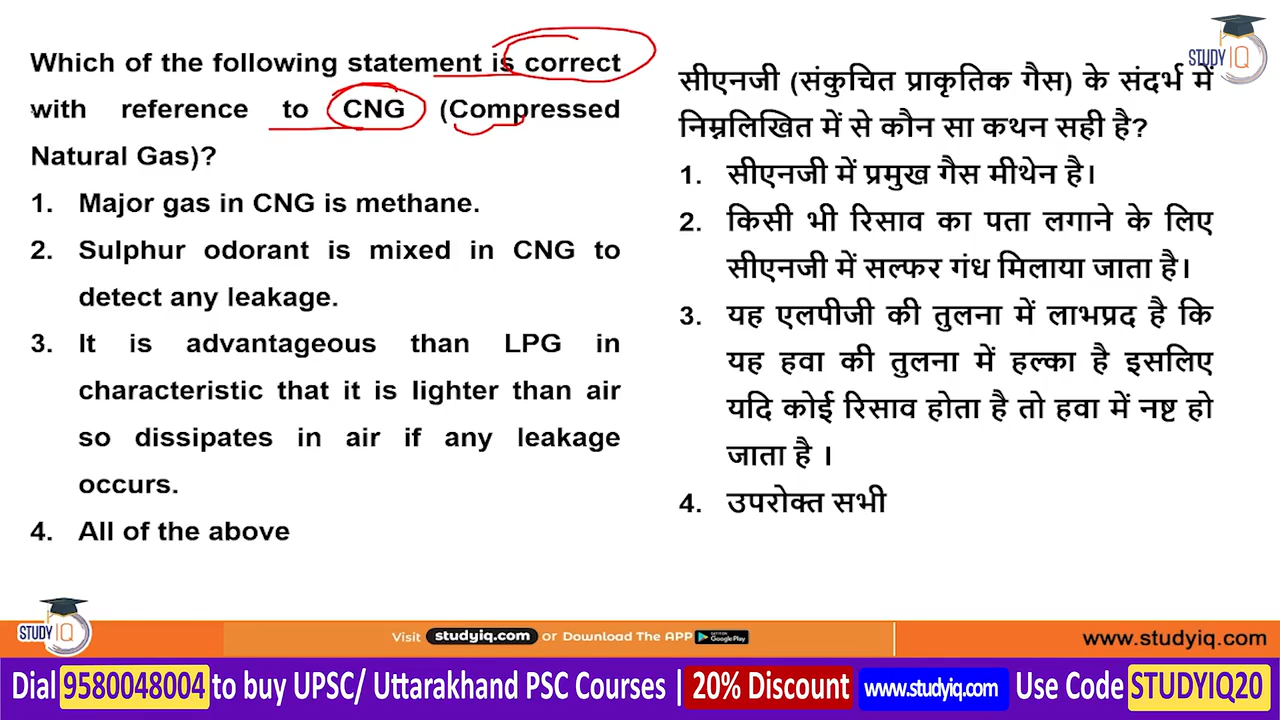 Which of the following statement is correct
with reference to CNG (Compressed
Natural Gas)?
1. Major gas in CNG is methane.
2. Sulphur odorant is mixed in CNG to
detect any leakage.
3. It is advantageous than LPG in
characteristic that it is lighter than air
so dissipates in air if any leakage
occurs.
4. All of the above
STUDY IQ
सीएनजी (संकुचित प्राकृतिक गैस) के संदर्भ में
निम्नलिखित में से कौन सा कथन सही है?
1. सीएनजी में प्रमुख गैस मीथेन है।
2. किसी भी रिसाव का पता लगाने के लिए
सीएनजी में सल्फर गंध मिलाया जाता है।
3. यह एलपीजी की तुलना में लाभप्रद है कि
यह हवा की तुलना में हल्का है इसलिए
यदि कोई रिसाव होता है तो हवा में नष्ट हो
जाता है ।
4. उपरोक्त सभी
STUDY IQ
Visit studyiq.com or Download The APP GET IT ON Google Play
www.studyiq.com
Dial 9580048004 to buy UPSC/ Uttarakhand PSC Courses | 20% Discount www.studyiq.com Use Code STUDYIQ20